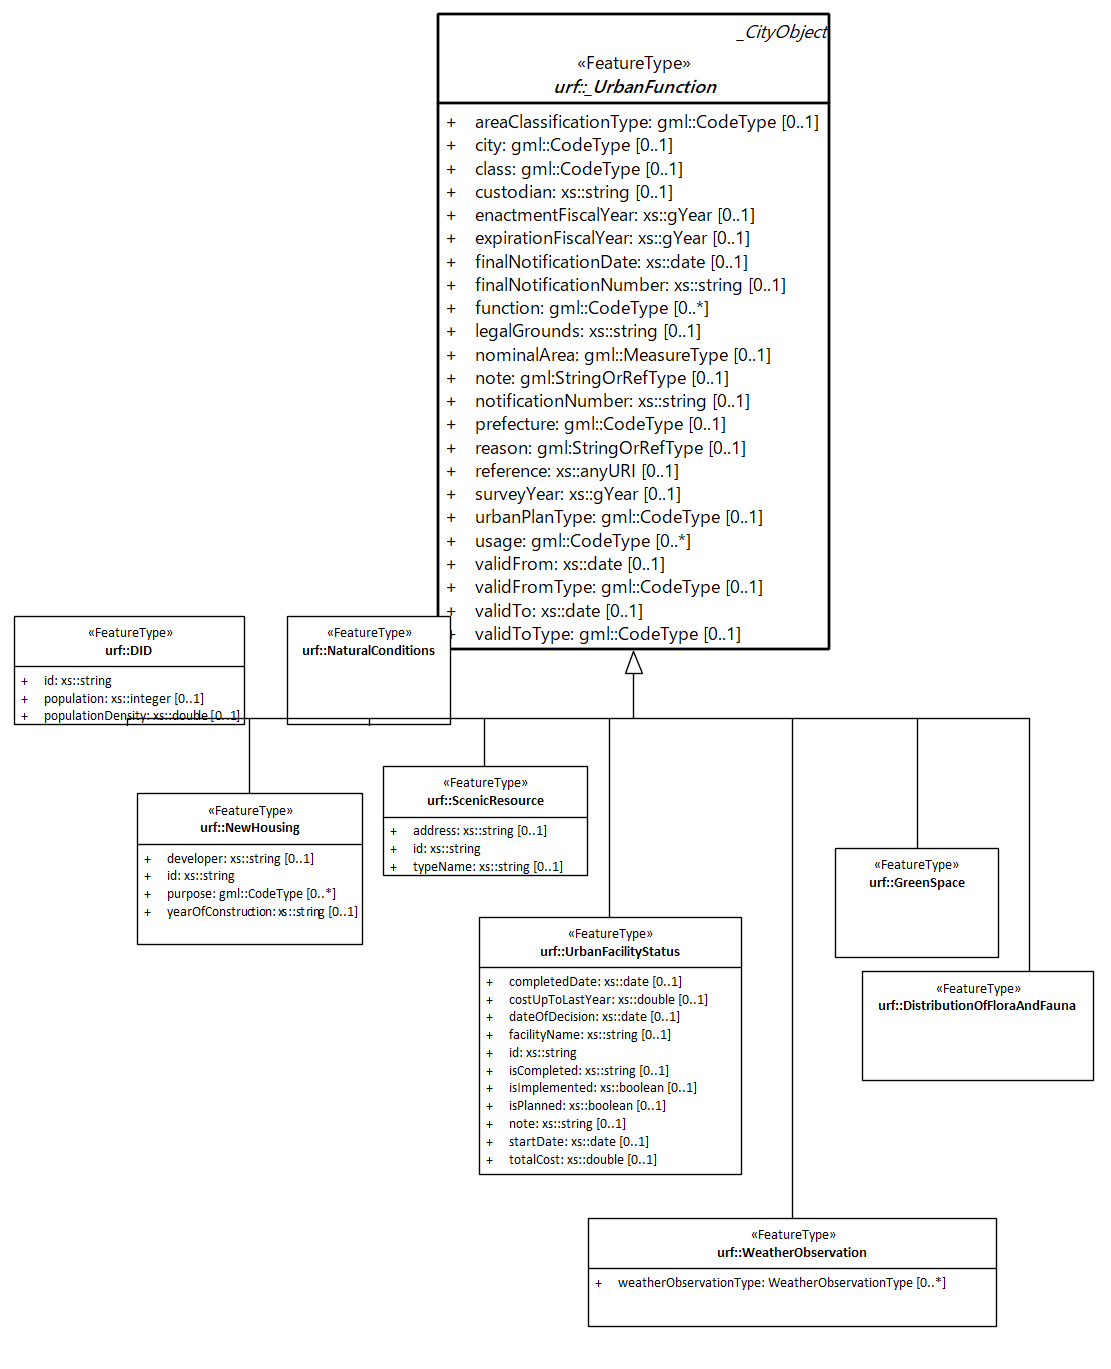 _CityObject
«FeatureType»
urf::_UrbanFunction
+ areaClassificationType: gml::CodeType [0..1]
+ city: gml::CodeType [0..1]
+ class: gml::CodeType [0..1]
+ custodian: xs::string [0..1]
+ enactmentFiscalYear: xs::gYear [0..1]
+ expirationFiscalYear: xs::gYear [0..1]
+ finalNotificationDate: xs::date [0..1]
+ finalNotificationNumber: xs::string [0..1]
+ function: gml::CodeType [0..*]
+ legalGrounds: xs::string [0..1]
+ nominalArea: gml::MeasureType [0..1]
+ note: gml:StringOrRefType [0..1]
+ notificationNumber: xs::string [0..1]
+ prefecture: gml::CodeType [0..1]
+ reason: gml:StringOrRefType [0..1]
+ reference: xs::anyURI [0..1]
+ surveyYear: xs::gYear [0..1]
+ urbanPlanType: gml::CodeType [0..1]
+ usage: gml::CodeType [0..*]
+ validFrom: xs::date [0..1]
+ validFromType: gml::CodeType [0..1]
+ validTo: xs::date [0..1]
+ validToType: gml::CodeType [0..1]
«FeatureType»
urf::DID
+ id: xs::string
+ population: xs::integer [0..1]
+ populationDensity: xs::double [0..1]
«FeatureType»
urf::NaturalConditions
«FeatureType»
urf::NewHousing
+ developer: xs::string [0..1]
+ id: xs::string
+ purpose: gml::CodeType [0..*]
+ yearOfConstruction: xs::string [0..1]
«FeatureType»
urf::ScenicResource
+ address: xs::string [0..1]
+ id: xs::string
+ typeName: xs::string [0..1]
«FeatureType»
urf::GreenSpace
«FeatureType»
urf::UrbanFacilityStatus
+ completedDate: xs::date [0..1]
+ costUpToLastYear: xs::double [0..1]
+ dateOfDecision: xs::date [0..1]
+ facilityName: xs::string [0..1]
+ id: xs::string
+ isCompleted: xs::string [0..1]
+ isImplemented: xs::boolean [0..1]
+ isPlanned: xs::boolean [0..1]
+ note: xs::string [0..1]
+ startDate: xs::date [0..1]
+ totalCost: xs::double [0..1]
«FeatureType»
urf::DistributionOfFloraAndFauna
«FeatureType»
urf::WeatherObservation
+ weatherObservationType: WeatherObservationType [0..*]